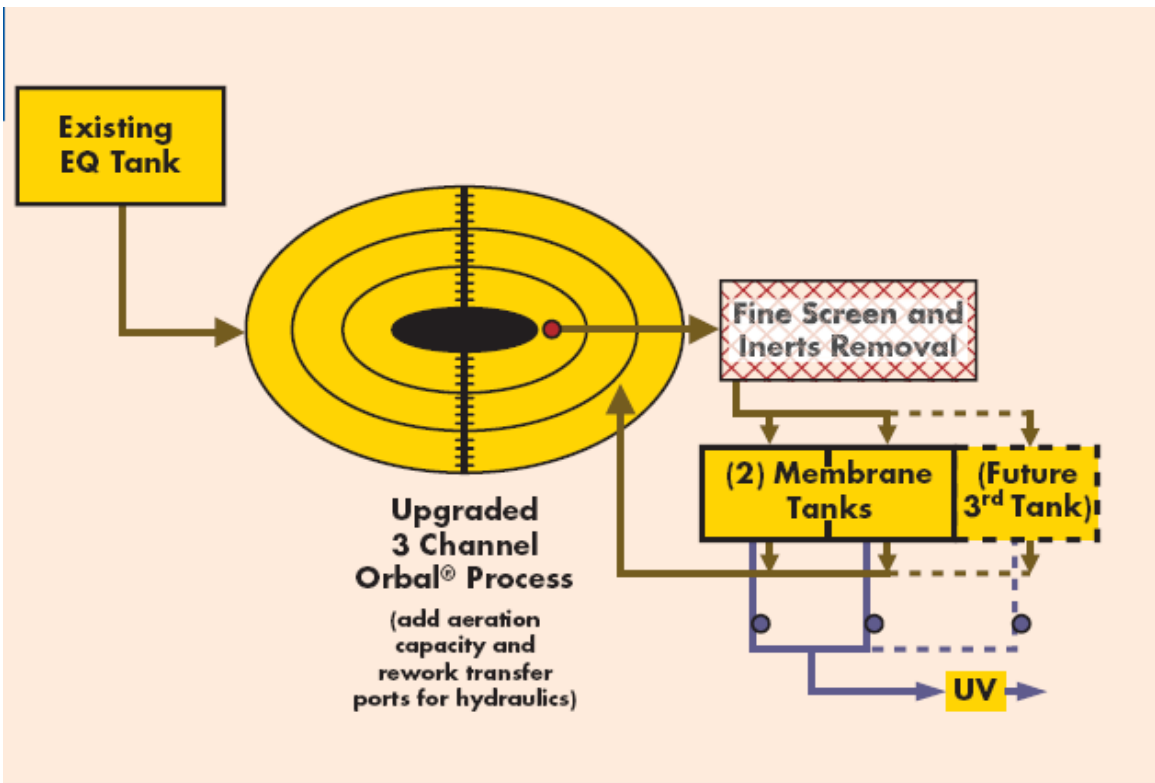 Existing
EQ Tank
Fine Screen and
Inerts Removal
(2) Membrane
Tanks
(Future
3rd Tank)
Upgraded
3 Channel
Orbal® Process
(add aeration
capacity and
rework transfer
ports for hydraulics)
UV